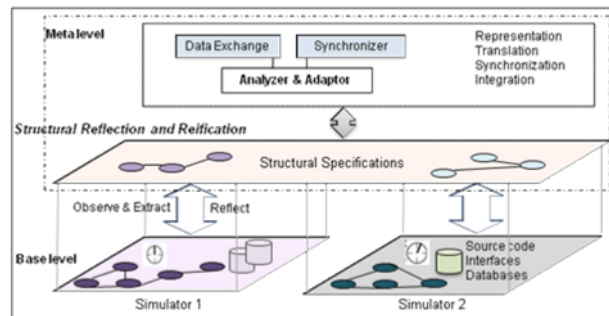 Meta level
Data Exchange
Synchronizer
Analyzer & Adaptor
Representation
Translation
Synchronization
Integration
Structural Reflection and Reification
Structural Specifications
Observe & Extract
Reflect
Base level
Source code
Interfaces
Databases
Simulator 1
Simulator 2